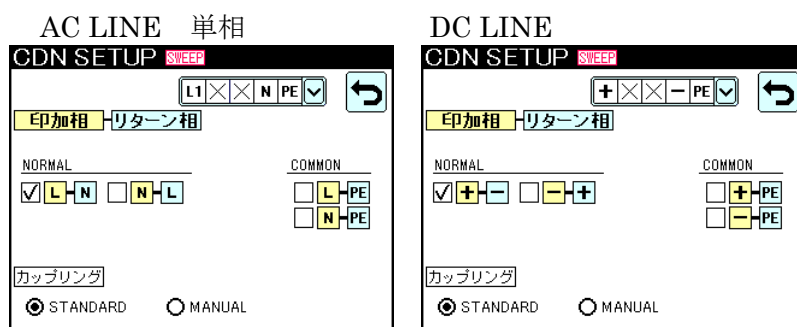 AC LINE 単相
CDN SETUP SWEEP
L1 N PE
印加相 リターン相
NORMAL COMMON
L N N L L PE
N PE
カップリング
STANDARD MANUAL
DC LINE
CDN SETUP SWEEP
+ − PE
印加相 リターン相
NORMAL COMMON
+ − − + + PE
− PE
カップリング
STANDARD MANUAL